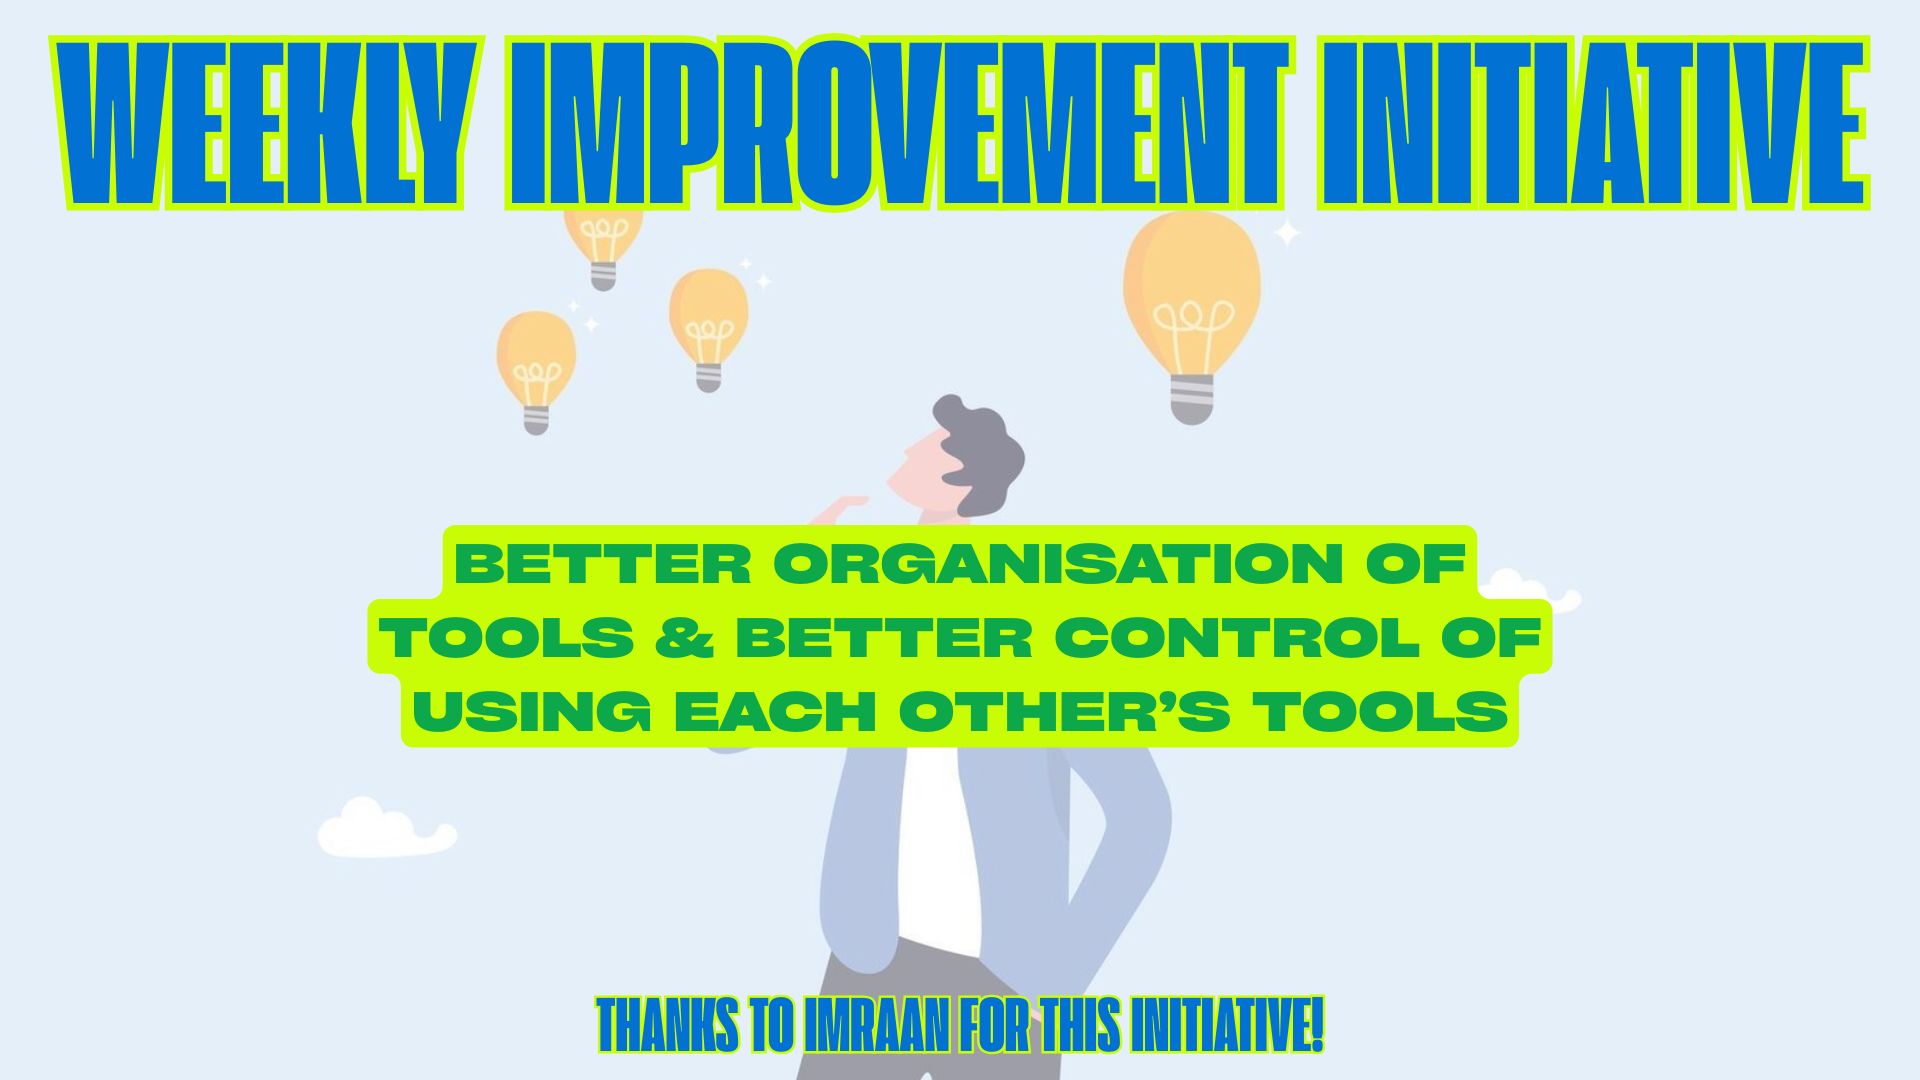 WEEKLY IMPROVEMENT INITIATIVE
BETTER ORGANISATION OF
TOOLS & BETTER CONTROL OF
USING EACH OTHER’S TOOLS
THANKS TO IMRAAN FOR THIS INITIATIVE!